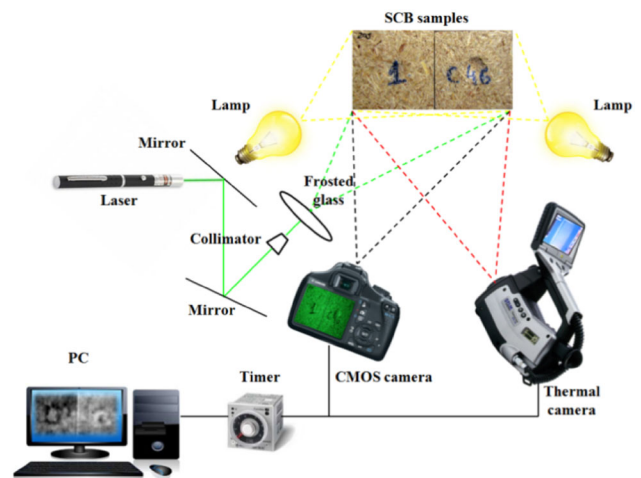 SCB samples
1 C46
Lamp
Lamp
Mirror
Laser
Frosted
glass
Collimator
Mirror
PC
Timer
CMOS camera
Thermal
camera